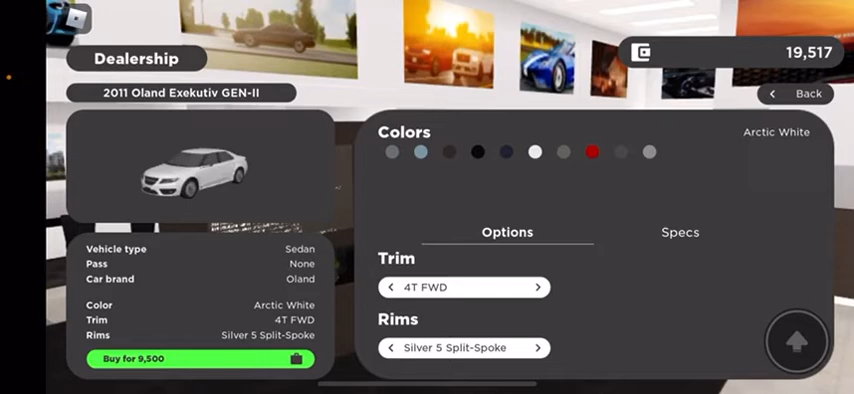 Dealership
19,517
2011 Oland Exekutiv GEN-II
Back
Colors
Arctic White
Options
Specs
Vehicle type Sedan
Pass None
Car brand Oland
Color Arctic White
Trim 4T FWD
Rims Silver 5 Split-Spoke
Buy for 9,500
Trim
4T FWD
Rims
Silver 5 Split-Spoke